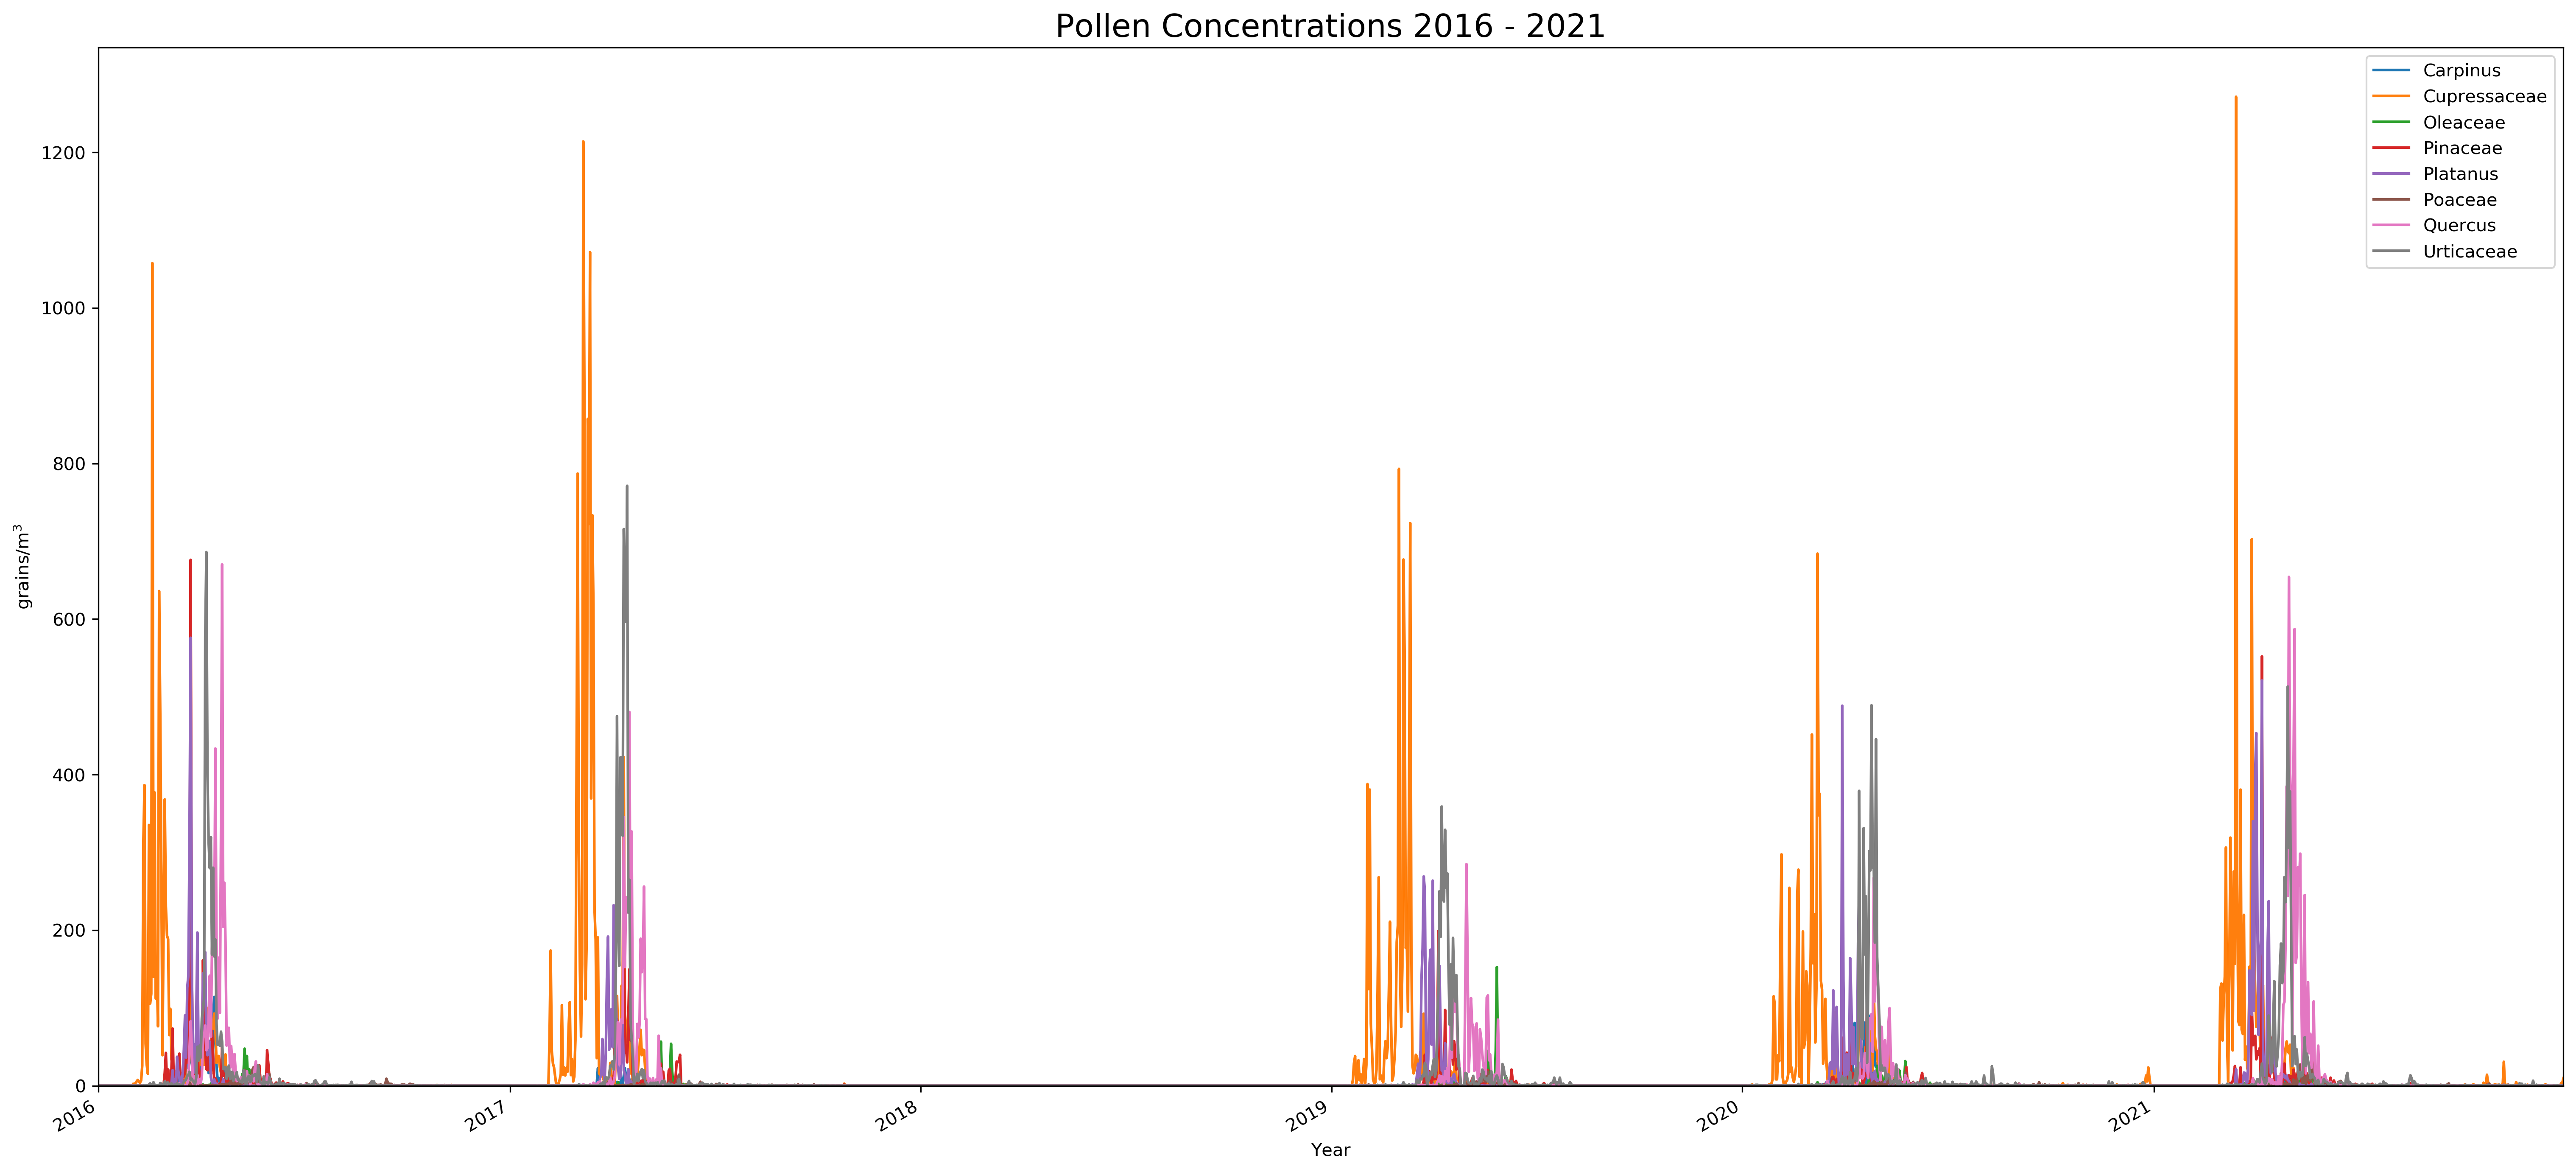 Pollen Concentrations 2016 - 2021
Carpinus
Cupressaceae
Oleaceae
Pinaceae
Platanus
Poaceae
Quercus
Urticaceae
1200
1000
800
600
400
200
0
grains/m³
2016
2017
2018
2019
2020
2021
Year